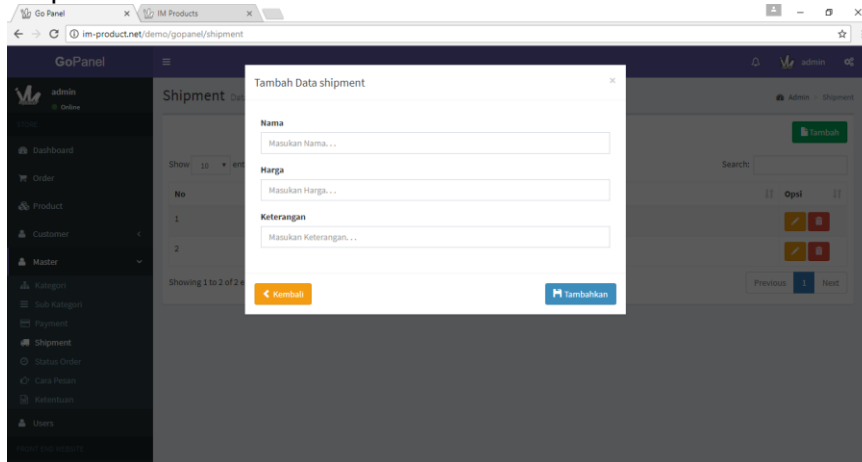 Go Panel
IM Products
im-product.net/demo/gopanel/shipment
GoPanel
admin
admin
Online
Shipment
Admin
Shipment
Tambah Data shipment
Nama
Masukan Nama. . .
Harga
Masukan Harga. . .
Keterangan
Masukan Keterangan. . .
Kembali
Tambahkan
Tambah
Dashboard
Order
Product
Customer
Master
Kategori
Sub Kategori
Payment
Shipment
Status Order
Cara Pesan
Ketentuan
Users
FRONT END WEBSITE
Show 10
Search:
No
Opsi
1
2
Showing 1 to 2 of 2
Previous 1 Next